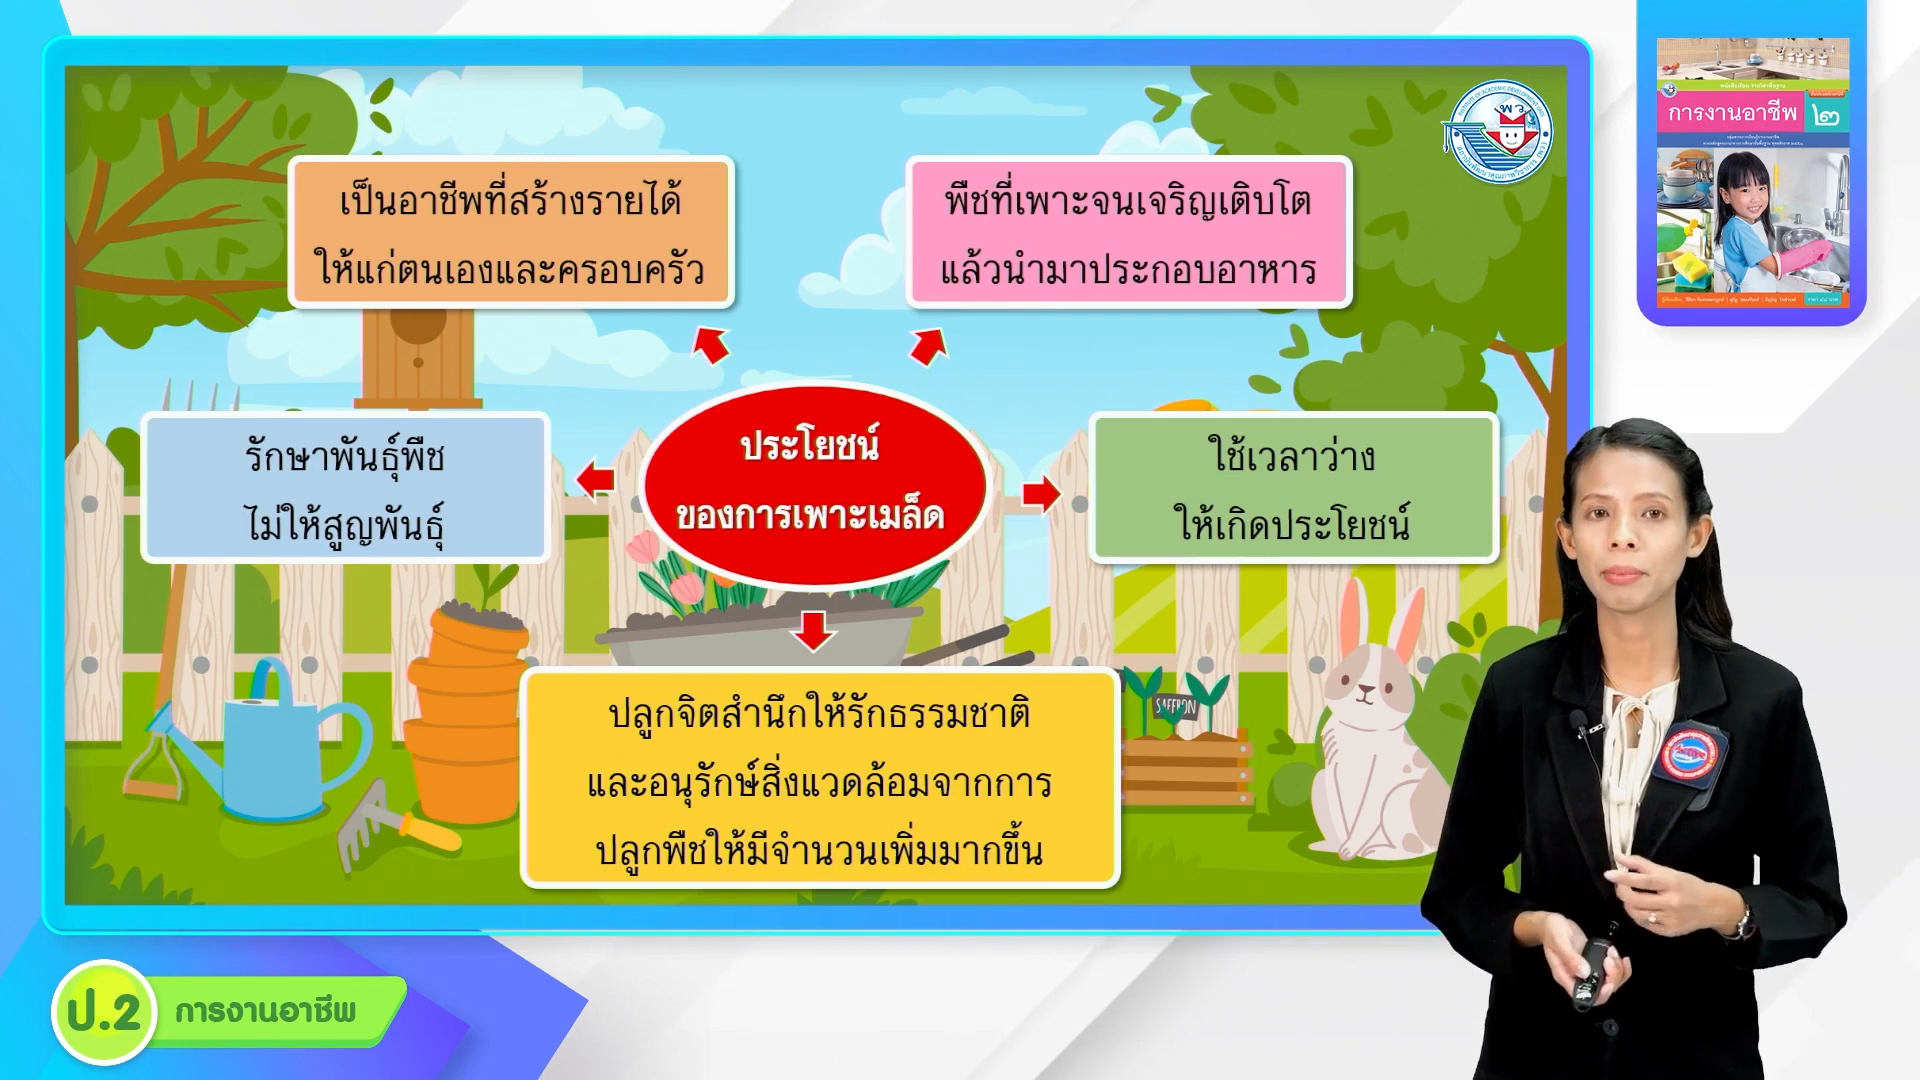 เป็นอาชีพที่สร้างรายได้
ให้แก่ตนเองและครอบครัว
พืชที่เพาะจนเจริญเติบโต
แล้วนำมาประกอบอาหาร
รักษาพันธุ์พืช
ไม่ให้สูญพันธุ์
ประโยชน์
ของการเพาะเมล็ด
ใช้เวลาว่าง
ให้เกิดประโยชน์
ปลูกจิตสำนึกให้รักธรรมชาติ
และอนุรักษ์สิ่งแวดล้อมจากการ
ปลูกพืชให้มีจำนวนเพิ่มมากขึ้น
SAFFRON
พว
การงานอาชีพ ๒
ป.2 การงานอาชีพ